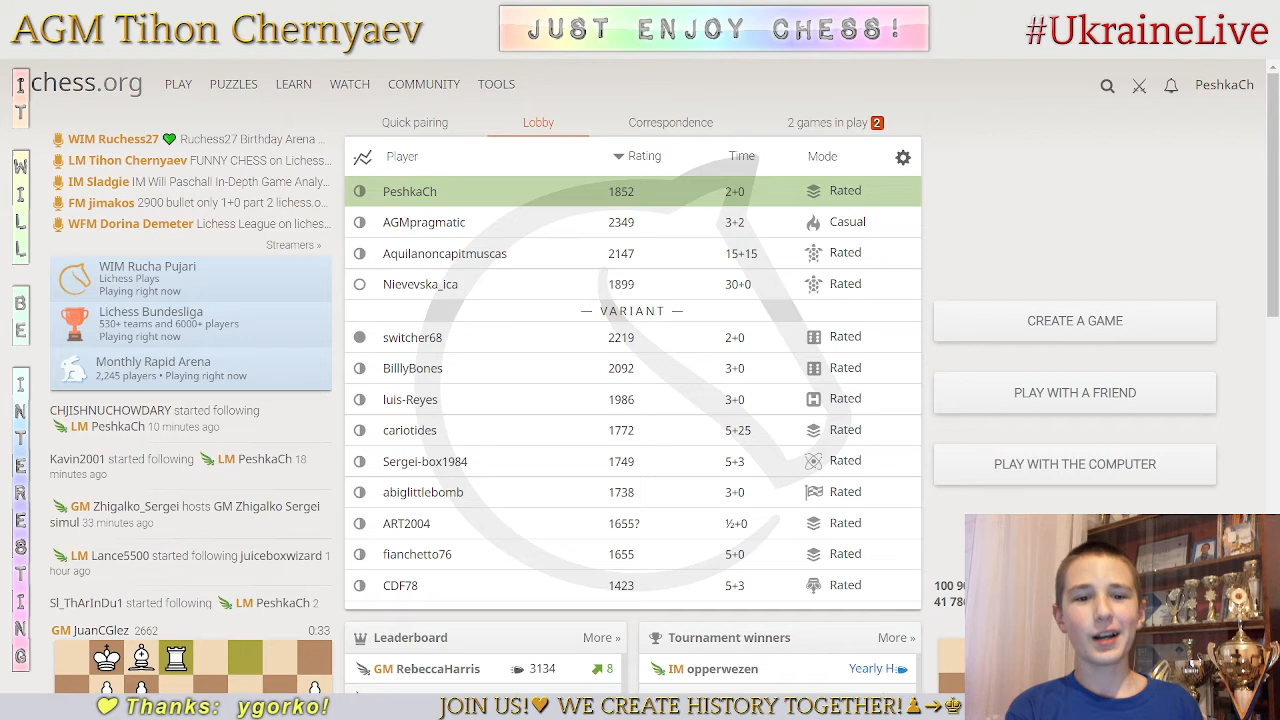 AGM Tihon Chernyaev
JUST ENJOY CHESS!
#UkraineLive
IT WILL BE INTERESTING
chess.org
PLAY PUZZLES LEARN WATCH COMMUNITY TOOLS
PeshkaCh
WIM Ruchess27 Ruchess27 Birthday Arena ...
LM Tihon Chernyaev FUNNY CHESS on Lichess...
IM Sladgie IM Will Paschall In-Depth Game Analy...
FM jimakos 2900 bullet only 1+0 part 2 lichess.o...
WFM Dorina Demeter Lichess League on liches...
Streamers »
WIM Rucha Pujari
Lichess Plays
Playing right now
Lichess Bundesliga
530+ teams and 6000+ players
Playing right now
Monthly Rapid Arena
2,245 players • Playing right now
CHJISHNUCHOWDARY started following
LM PeshkaCh 10 minutes ago
Kavin2001 started following LM PeshkaCh 18
minutes ago
GM Zhigalko_Sergei hosts GM Zhigalko Sergei
simul 33 minutes ago
LM Lance5500 started following juiceboxwizard 1
hour ago
Sl_ThArInDu1 started following LM PeshkaCh 2
GM JuanCGlez 2662 0:33
Quick pairing Lobby Correspondence 2 games in play 2
Player Rating Time Mode
PeshkaCh 1852 2+0 Rated
AGMpragmatic 2349 3+2 Casual
Aquilanoncapitmuscas 2147 15+15 Rated
Nievevska_ica 1899 30+0 Rated
— VARIANT —
switcher68 2219 2+0 Rated
BilllyBones 2092 3+0 Rated
luis-Reyes 1986 3+0 Rated
cariotides 1772 5+25 Rated
Sergei-box1984 1749 5+3 Rated
abiglittlebomb 1738 3+0 Rated
ART2004 1655? ½+0 Rated
fianchetto76 1655 5+0 Rated
CDF78 1423 5+3 Rated
CREATE A GAME
PLAY WITH A FRIEND
PLAY WITH THE COMPUTER
Leaderboard More »
GM RebeccaHarris 3134 8
Tournament winners More »
IM opperwezen Yearly H
Thanks: ygorko!
JOIN US!♥ WE CREATE HISTORY TOGETHER!♟→♚